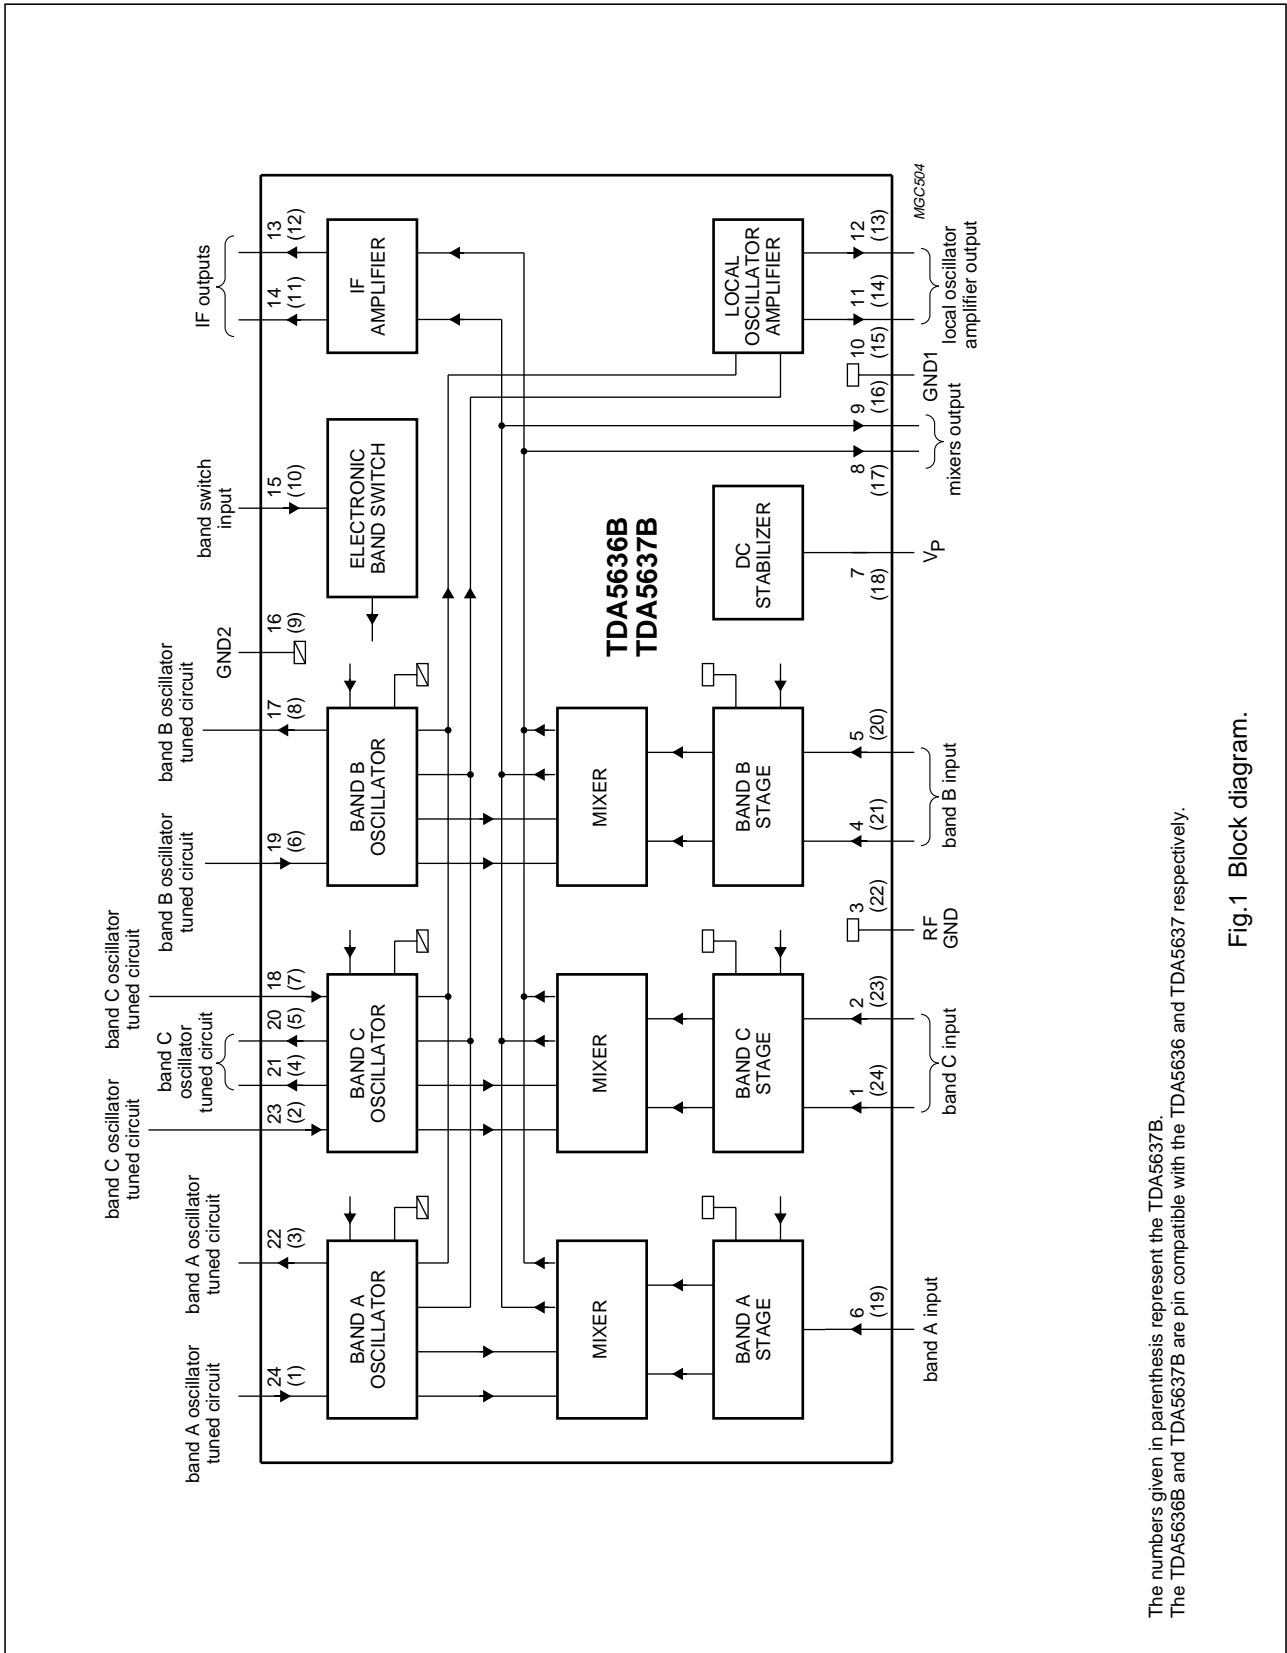 IF outputs
band switch
input
GND2
band B oscillator
tuned circuit
band B oscillator
tuned circuit
band C oscillator
tuned circuit
band C
oscillator
tuned circuit
band C oscillator
tuned circuit
band A oscillator
tuned circuit
band A oscillator
tuned circuit
24
(1)
22
(3)
23
(2)
21
(4)
20
(5)
18
(7)
19
(6)
17
(8)
16
(9)
15
(10)
14
(11)
13
(12)
BAND A
OSCILLATOR
BAND C
OSCILLATOR
BAND B
OSCILLATOR
ELECTRONIC
BAND SWITCH
IF
AMPLIFIER
MIXER
MIXER
MIXER
TDA5636B
TDA5637B
BAND A
STAGE
BAND C
STAGE
BAND B
STAGE
DC
STABILIZER
LOCAL
OSCILLATOR
AMPLIFIER
6
(19)
1
(24)
2
(23)
3
(22)
4
(21)
5
(20)
7
(18)
8
(17)
9
(16)
10
(15)
11
(14)
12
(13)
band A input
band C input
RF
GND
band B input
VP
mixers output
GND1
local oscillator
amplifier output
MGC504
The numbers given in parenthesis represent the TDA5637B.
The TDA5636B and TDA5637B are pin compatible with the TDA5636 and TDA5637 respectively.
Fig.1 Block diagram.